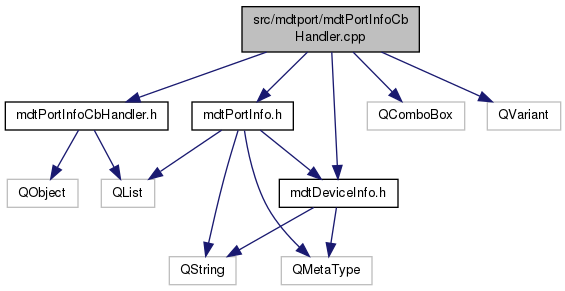 src/mdtport/mdtPortInfoCb
Handler.cpp
mdtPortInfoCbHandler.h
mdtPortInfo.h
QComboBox
QVariant
QObject
QList
mdtDeviceInfo.h
QString
QMetaType